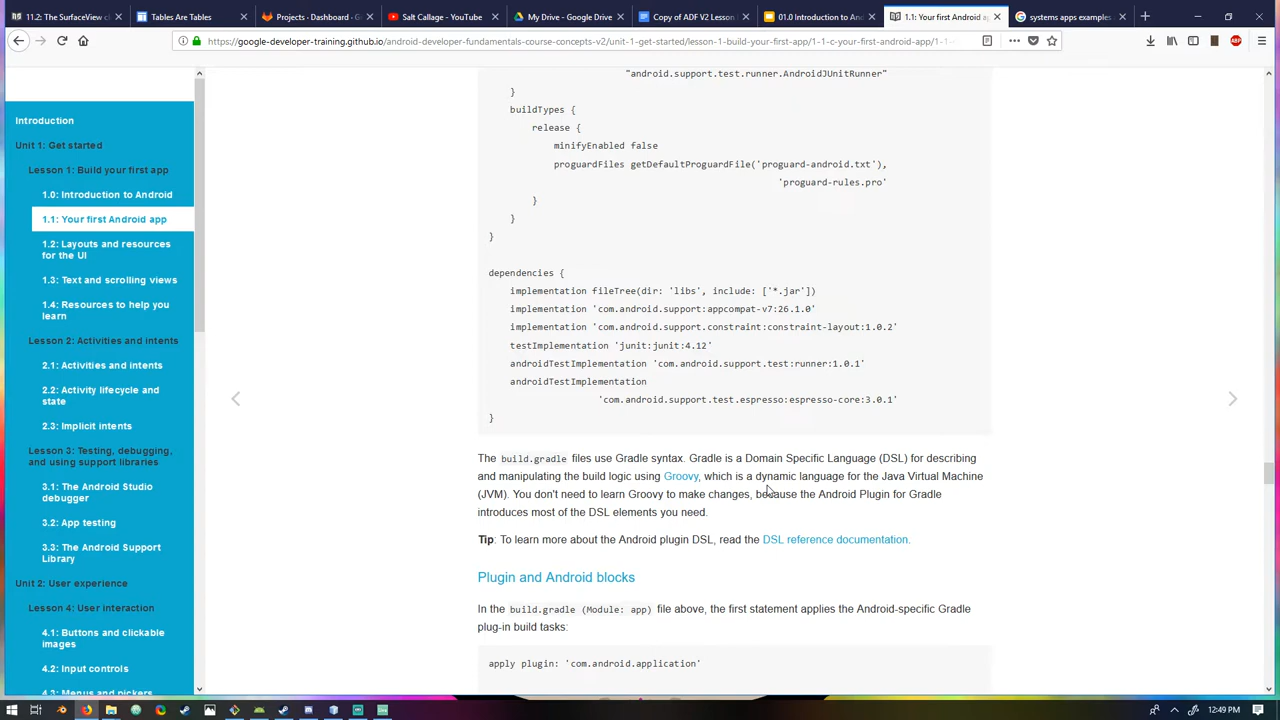 11.2: The SurfaceView cl
Tables Are Tables
Projects - Dashboard - G
Salt Callage - YouTube
My Drive - Google Drive
Copy of ADF V2 Lesson
01.0 Introduction to And
1.1: Your first Android ap
systems apps examples
https://google-developer-training.github.io/android-developer-fundamentals-course-concepts-v2/unit-1-get-started/lesson-1-build-your-first-app/1-1-c-your-first-android-app/1-1
ABP
Introduction
Unit 1: Get started
Lesson 1: Build your first app
1.0: Introduction to Android
1.1: Your first Android app
1.2: Layouts and resources
for the UI
1.3: Text and scrolling views
1.4: Resources to help you
learn
Lesson 2: Activities and intents
2.1: Activities and intents
2.2: Activity lifecycle and
state
2.3: Implicit intents
Lesson 3: Testing, debugging,
and using support libraries
3.1: The Android Studio
debugger
3.2: App testing
3.3: The Android Support
Library
Unit 2: User experience
Lesson 4: User interaction
4.1: Buttons and clickable
images
4.2: Input controls
4.3: Menus and pickers
"android.support.test.runner.AndroidJUnitRunner"
}
buildTypes {
release {
minifyEnabled false
proguardFiles getDefaultProguardFile('proguard-android.txt'),
'proguard-rules.pro'
}
}
}
dependencies {
implementation fileTree(dir: 'libs', include: ['*.jar'])
implementation 'com.android.support:appcompat-v7:26.1.0'
implementation 'com.android.support.constraint:constraint-layout:1.0.2'
testImplementation 'junit:junit:4.12'
androidTestImplementation 'com.android.support.test:runner:1.0.1'
androidTestImplementation
'com.android.support.test.espresso:espresso-core:3.0.1'
}
The build.gradle files use Gradle syntax. Gradle is a Domain Specific Language (DSL) for describing
and manipulating the build logic using Groovy, which is a dynamic language for the Java Virtual Machine
(JVM). You don't need to learn Groovy to make changes, because the Android Plugin for Gradle
introduces most of the DSL elements you need.
Tip: To learn more about the Android plugin DSL, read the DSL reference documentation.
Plugin and Android blocks
In the build.gradle (Module: app) file above, the first statement applies the Android-specific Gradle
plug-in build tasks:
apply plugin: 'com.android.application'
12:49 PM